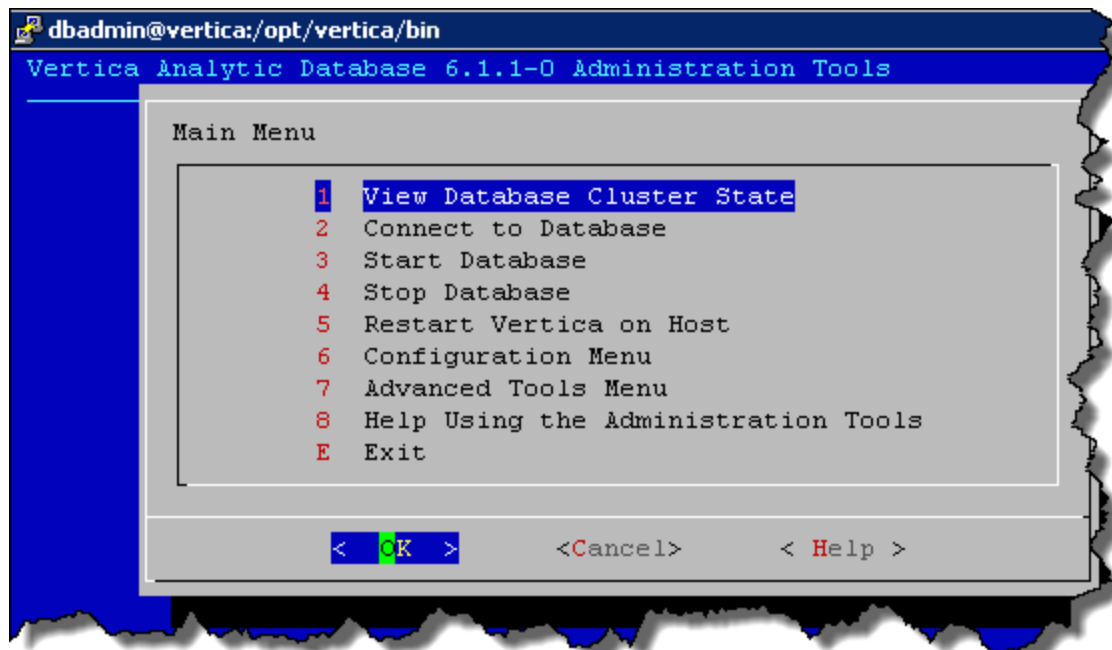 dbadmin@vertica:/opt/vertica/bin
Vertica Analytic Database 6.1.1-0 Administration Tools
Main Menu
1 View Database Cluster State
2 Connect to Database
3 Start Database
4 Stop Database
5 Restart Vertica on Host
6 Configuration Menu
7 Advanced Tools Menu
8 Help Using the Administration Tools
E Exit
< OK > <Cancel> < Help >